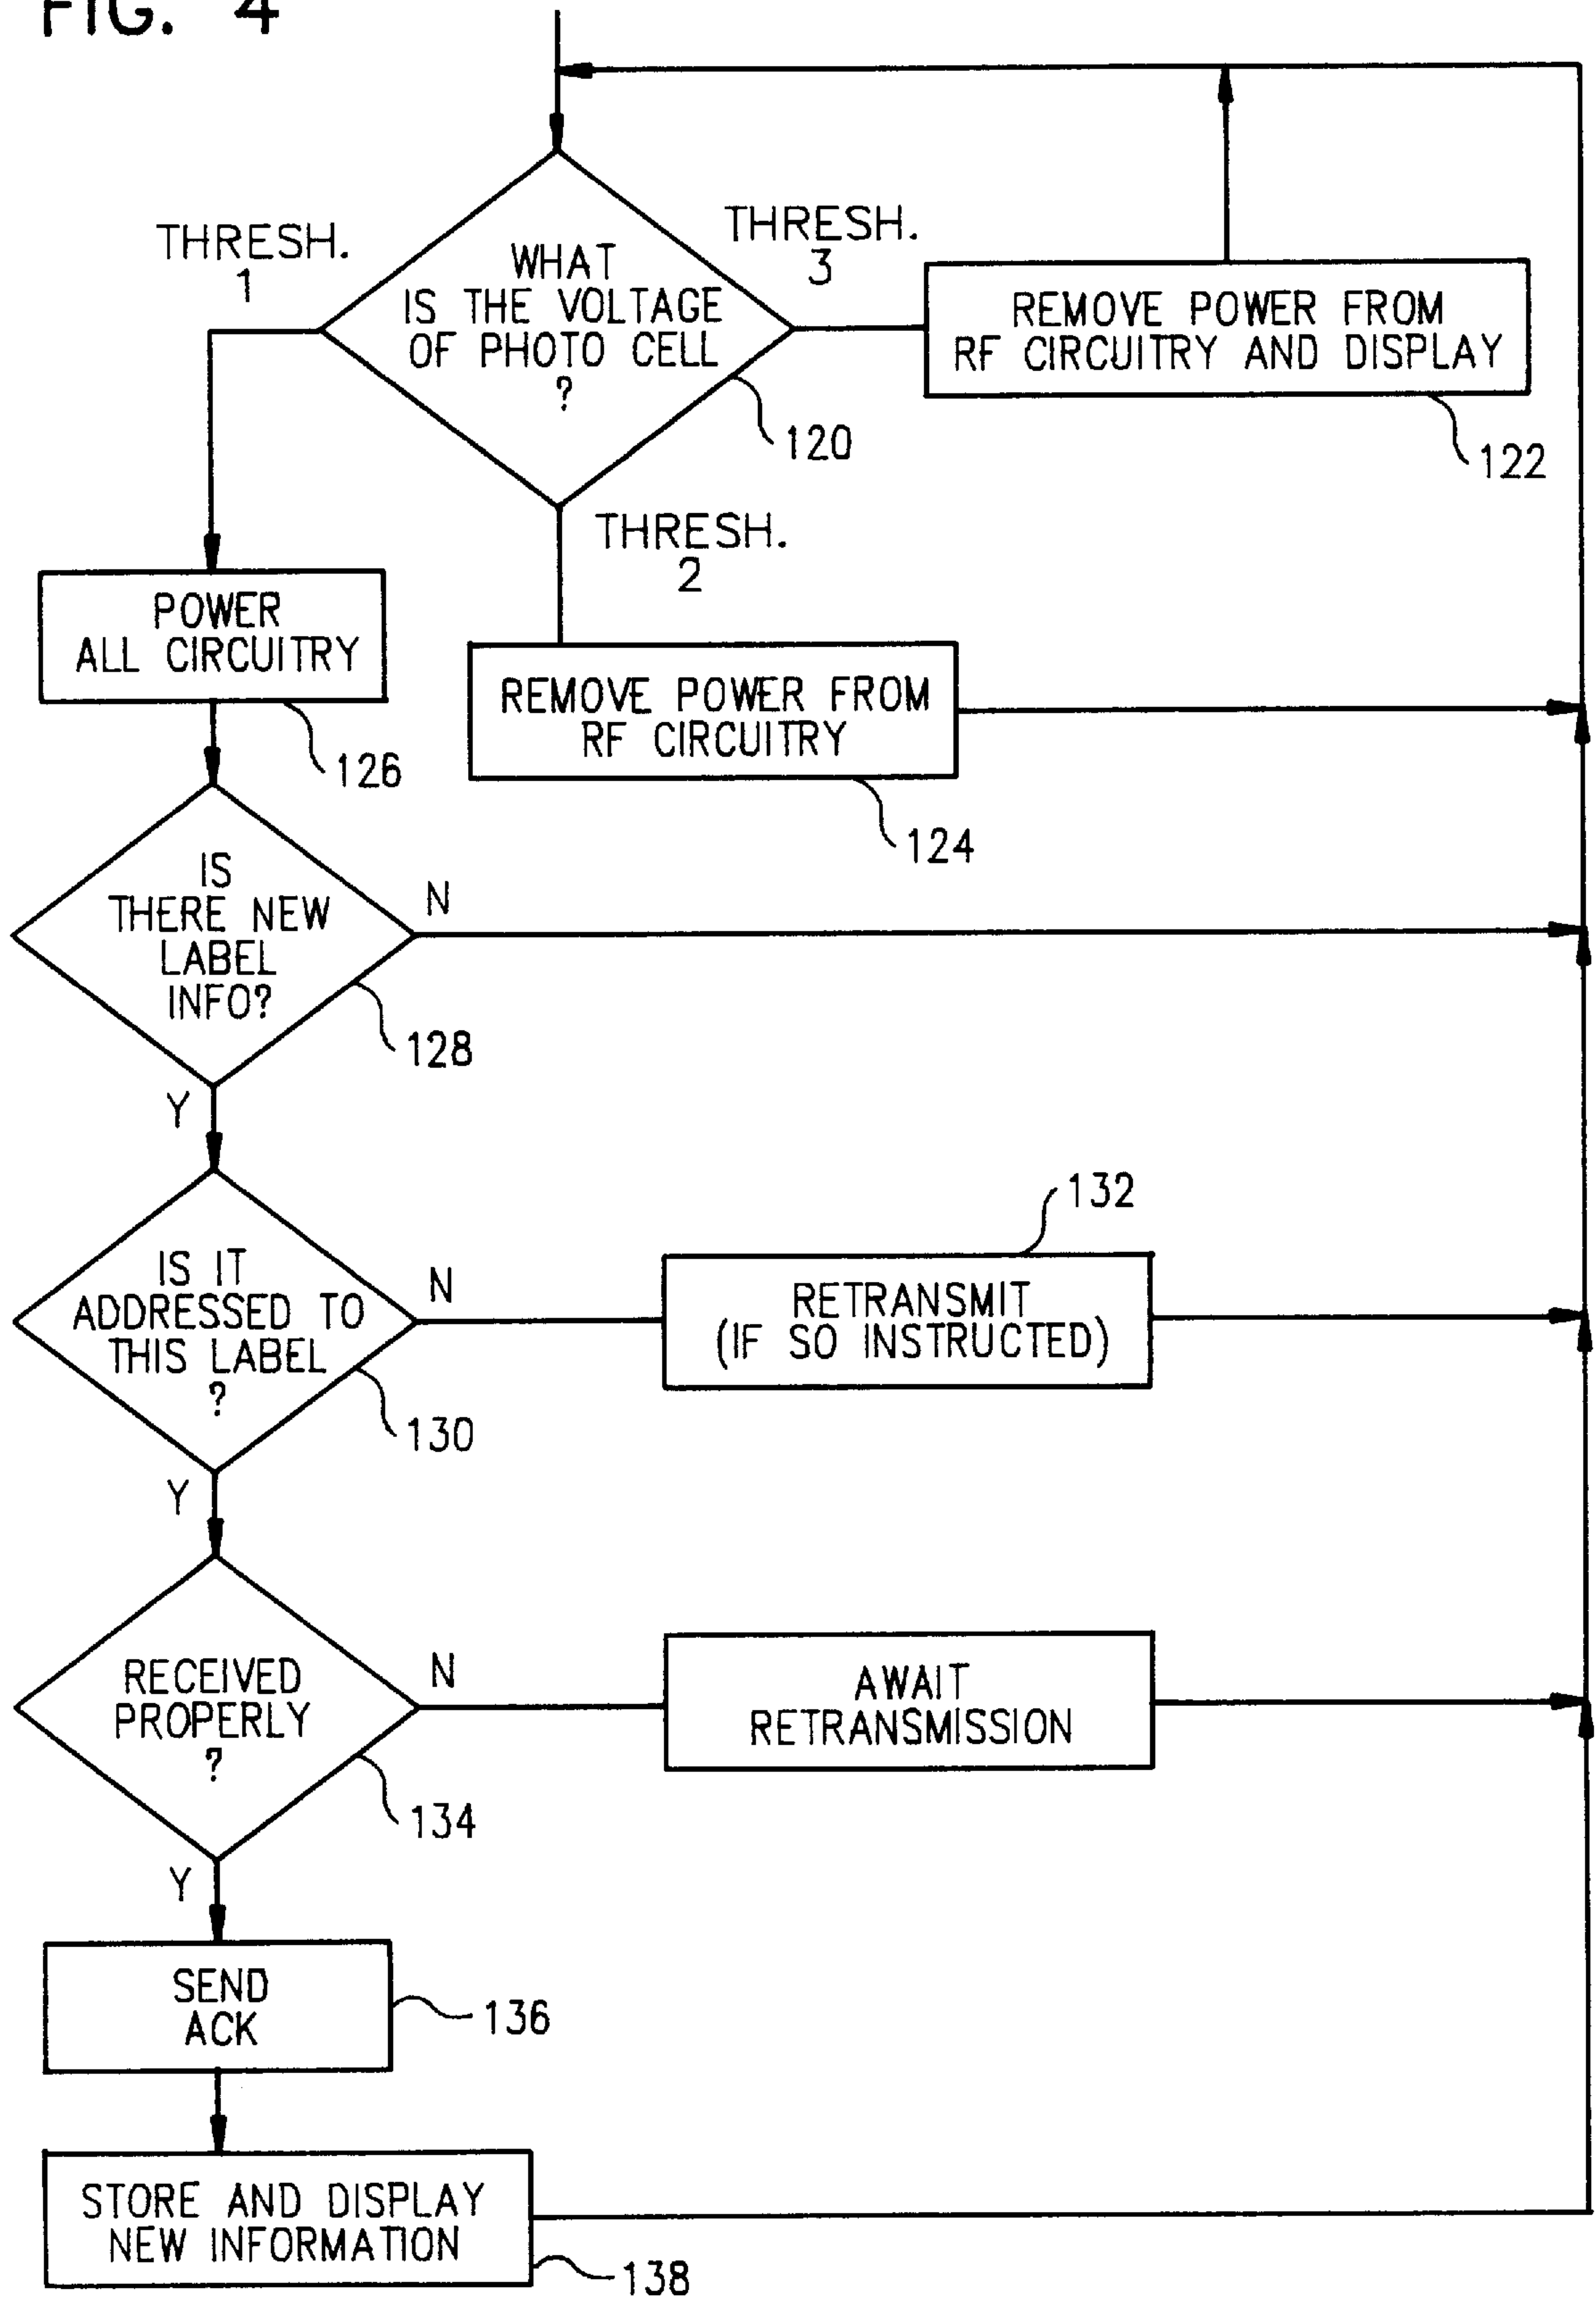 FIG. 4
THRESH.
1
WHAT
IS THE VOLTAGE
OF PHOTO CELL
?
THRESH.
3
REMOVE POWER FROM
RF CIRCUITRY AND DISPLAY
120
122
THRESH.
2
POWER
ALL CIRCUITRY
126
REMOVE POWER FROM
RF CIRCUITRY
124
IS
THERE NEW
LABEL
INFO?
N
128
Y
IS IT
ADDRESSED TO
THIS LABEL
?
N
130
132
RETRANSMIT
(IF SO INSTRUCTED)
Y
RECEIVED
PROPERLY
?
N
134
AWAIT
RETRANSMISSION
Y
SEND
ACK
136
STORE AND DISPLAY
NEW INFORMATION
138